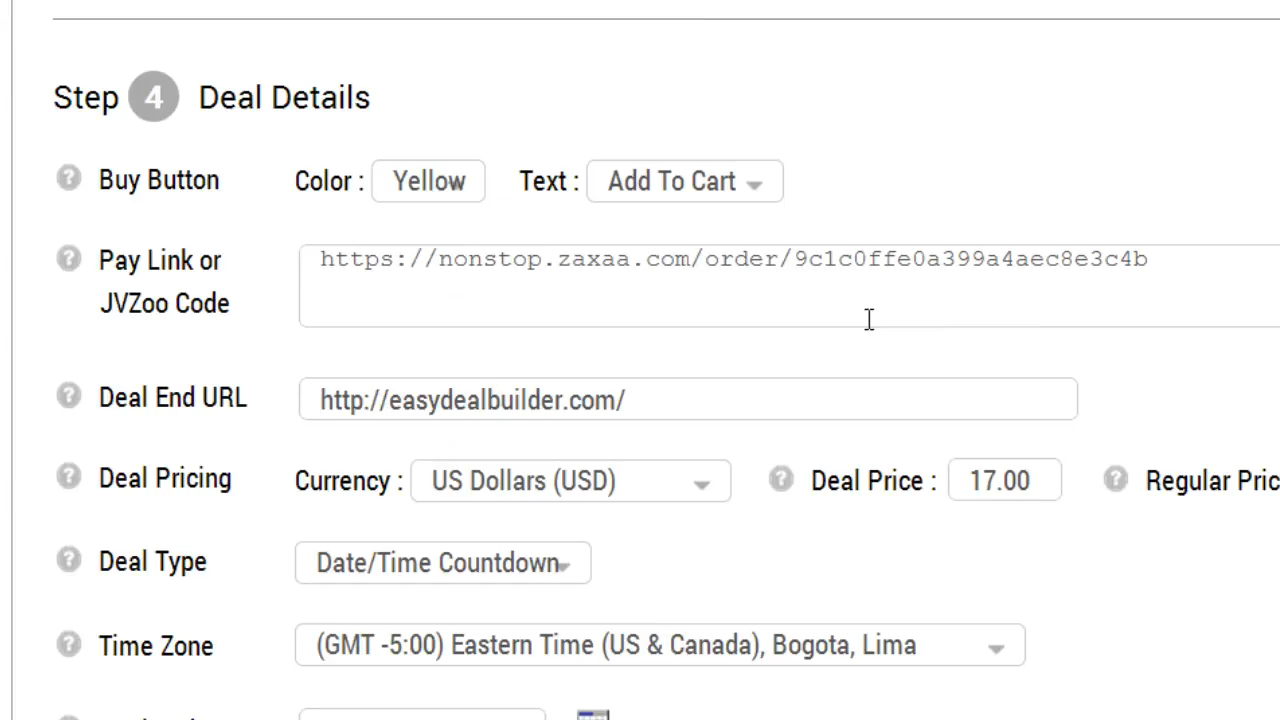 Step 4 Deal Details
Buy Button Color : Yellow Text : Add To Cart
Pay Link or https://nonstop.zaxaa.com/order/9c1c0ffe0a399a4aec8e3c4b
JVZoo Code
Deal End URL http://easydealbuilder.com/
Deal Pricing Currency : US Dollars (USD) Deal Price : 17.00 Regular Pric
Deal Type Date/Time Countdown
Time Zone (GMT -5:00) Eastern Time (US & Canada), Bogota, Lima